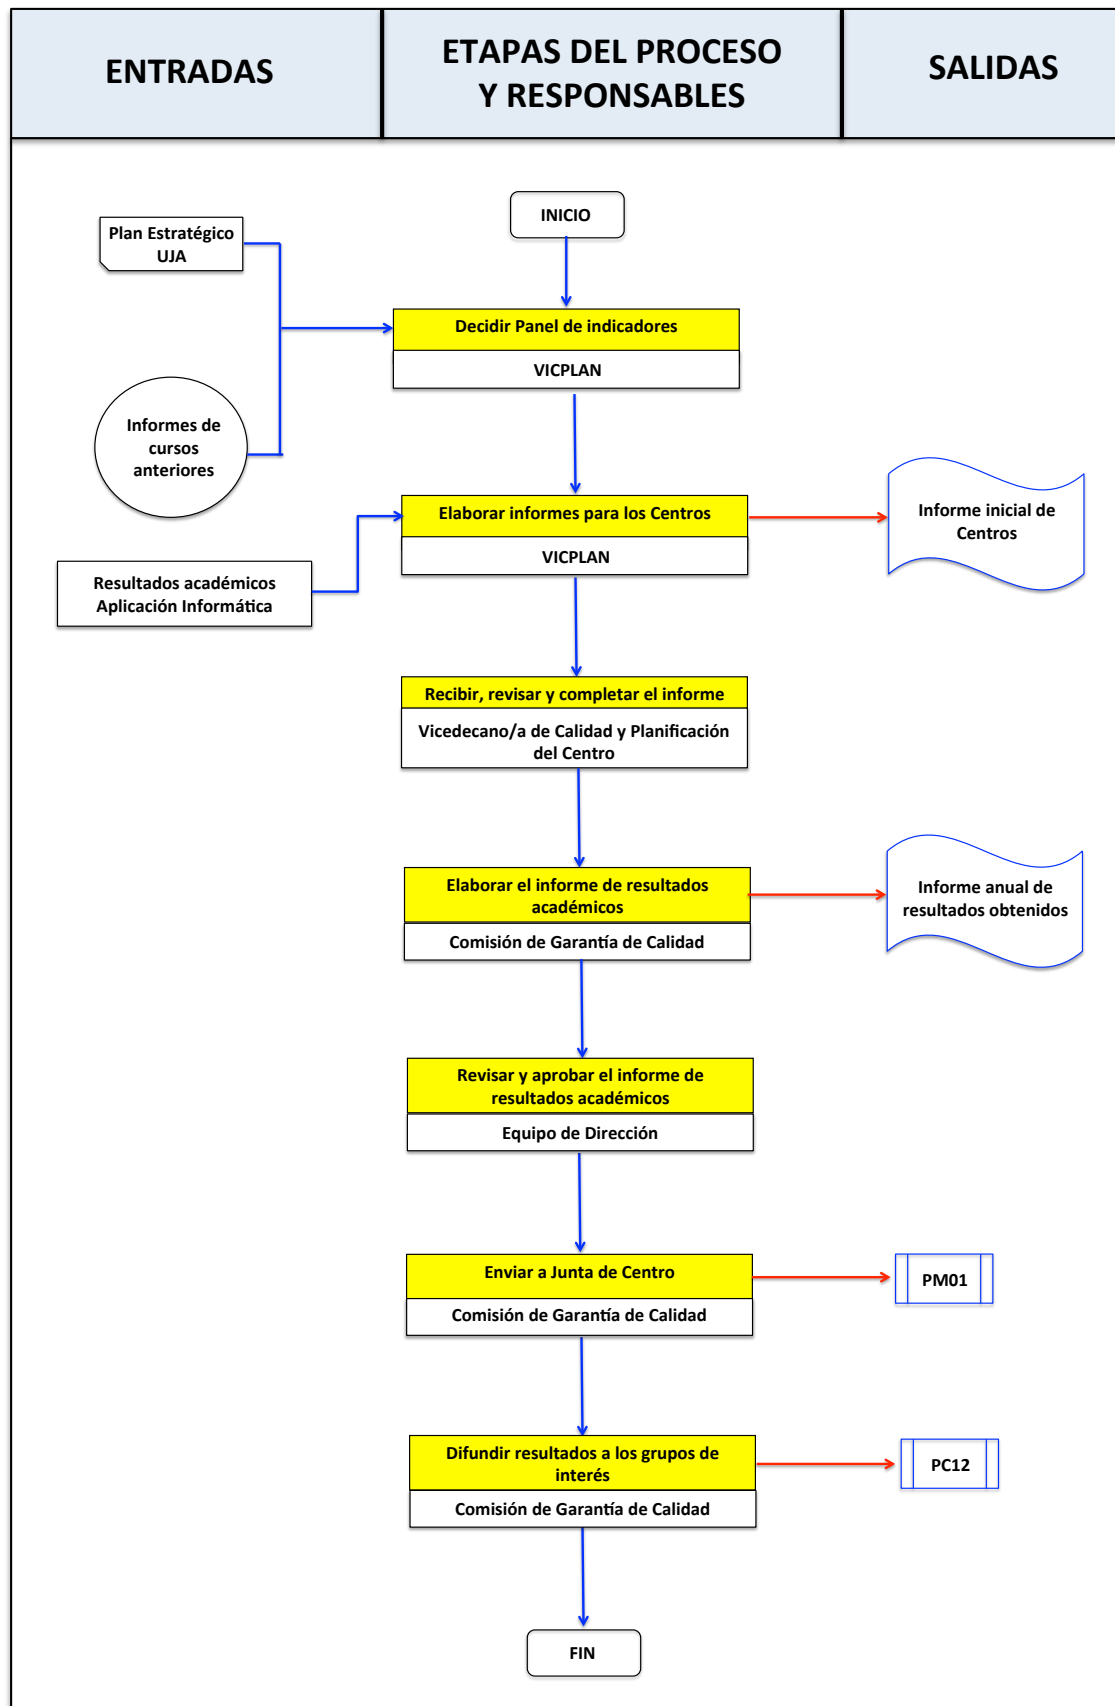 ENTRADAS
ETAPAS DEL PROCESO
Y RESPONSABLES
SALIDAS
INICIO
Plan Estratégico
UJA
Decidir Panel de indicadores
VICPLAN
Informes de
cursos
anteriores
Elaborar informes para los Centros
VICPLAN
Informe inicial de
Centros
Resultados académicos
Aplicación Informática
Recibir, revisar y completar el informe
Vicedecano/a de Calidad y Planificación
del Centro
Elaborar el informe de resultados
académicos
Comisión de Garantía de Calidad
Informe anual de
resultados obtenidos
Revisar y aprobar el informe de
resultados académicos
Equipo de Dirección
Enviar a Junta de Centro
Comisión de Garantía de Calidad
PM01
Difundir resultados a los grupos de
interés
Comisión de Garantía de Calidad
PC12
FIN